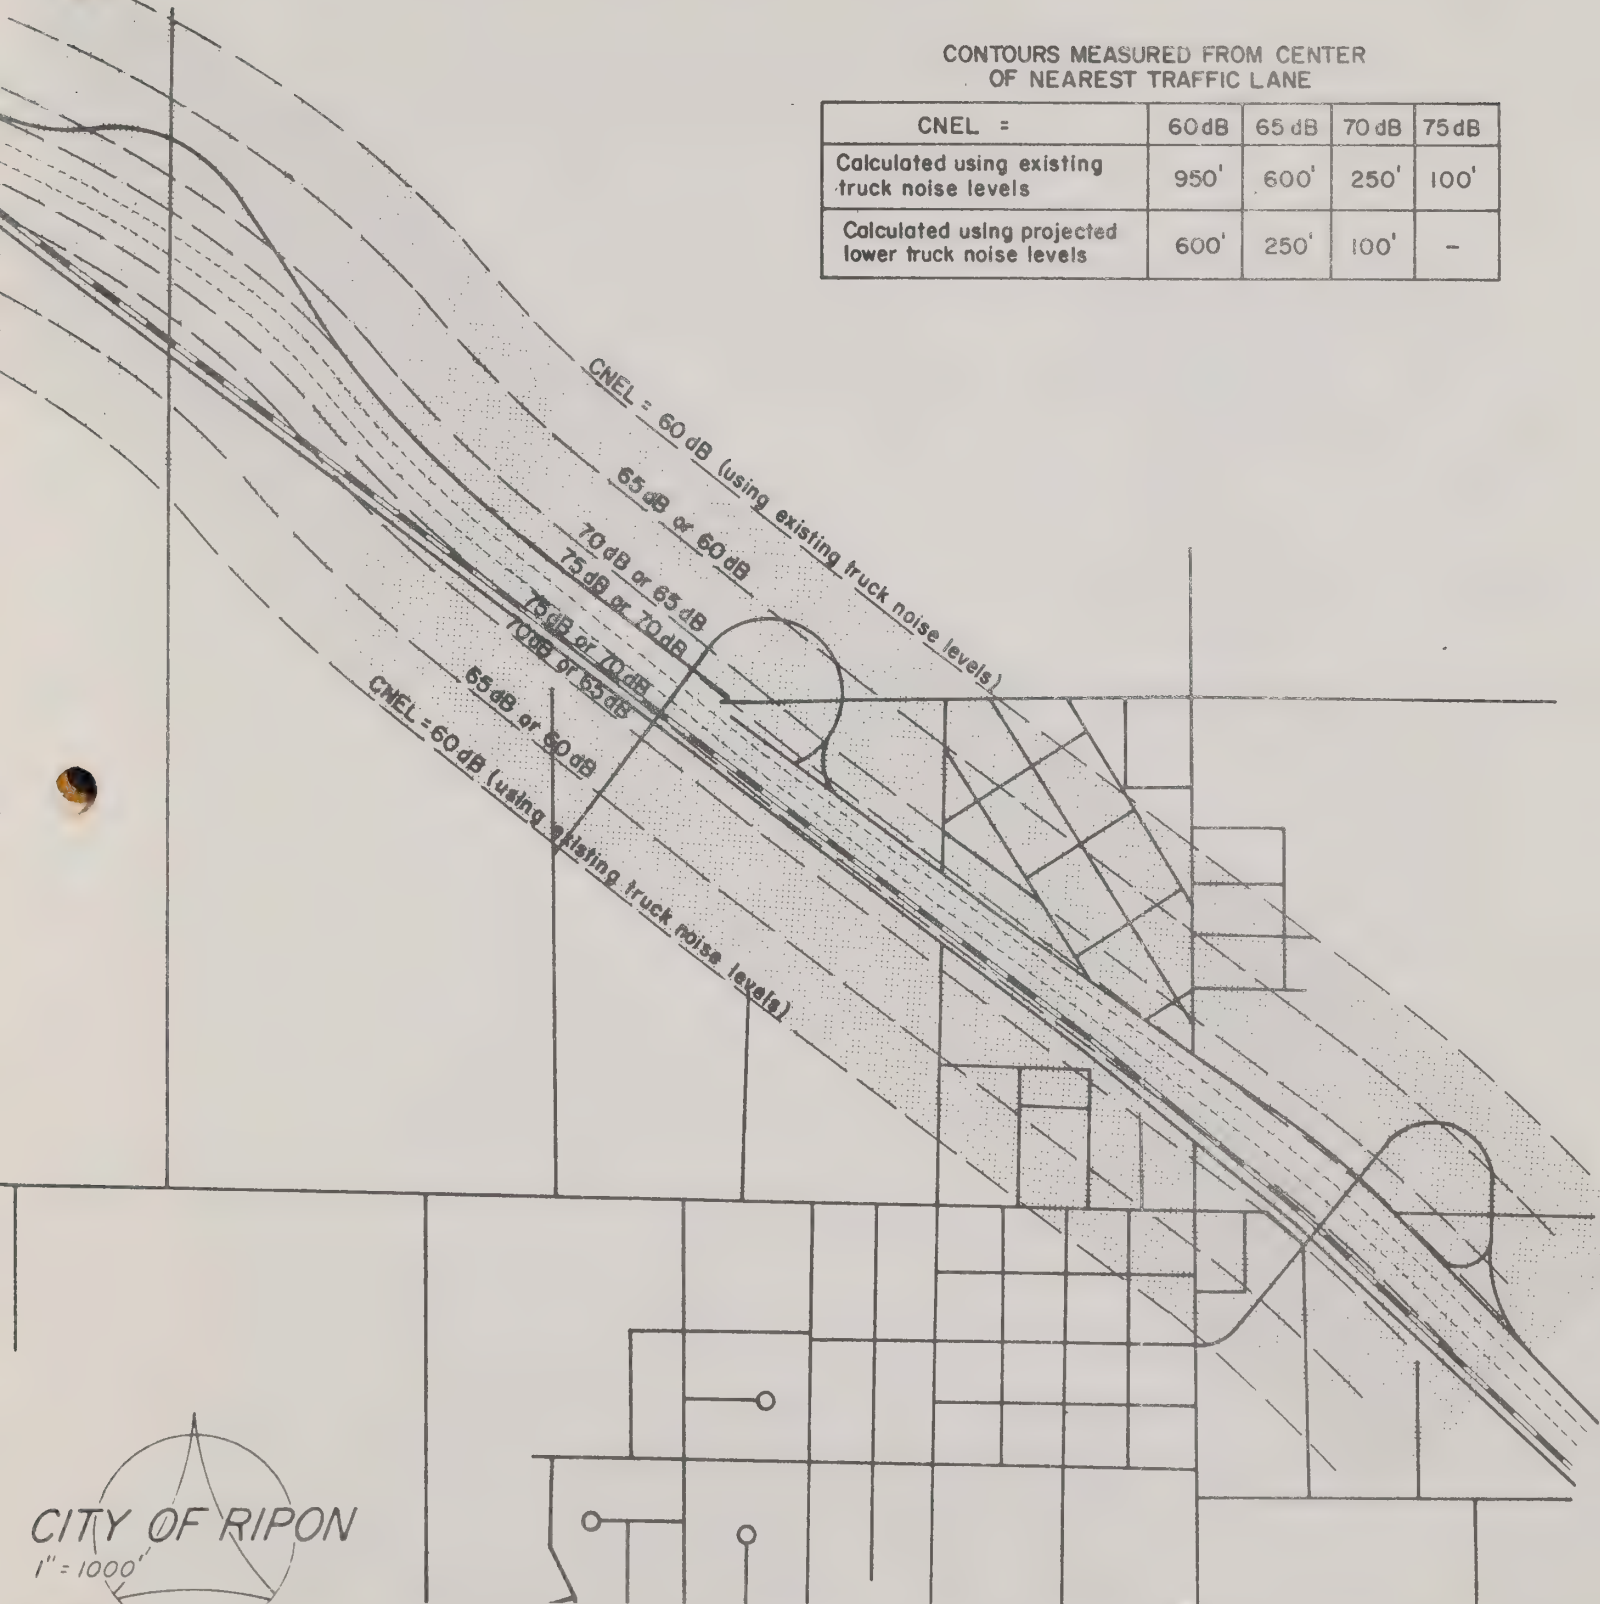 CONTOURS MEASURED FROM CENTER
OF NEAREST TRAFFIC LANE
CNEL = 60dB 65dB 70dB 75dB
Calculated using existing
truck noise levels 950' 600' 250' 100'
Calculated using projected
lower truck noise levels 600' 250' 100' -
CNEL = 60 dB (using existing truck noise levels)
65 dB or 60 dB
70 dB or 65 dB
75 dB or 70 dB
75 dB or 70 dB
70dB or 65 dB
65 dB or 60 dB
CNEL = 60 dB (using existing truck noise levels)
CITY OF RIPON
1" = 1000'